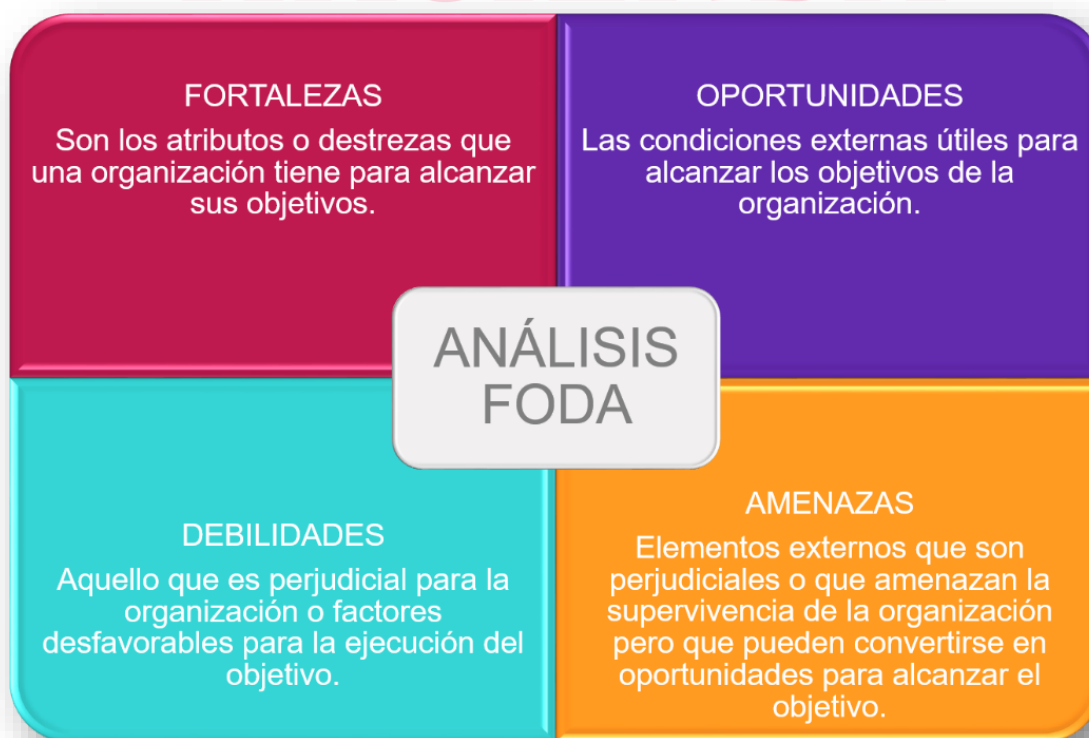 FORTALEZAS
Son los atributos o destrezas que
una organización tiene para alcanzar
sus objetivos.
OPORTUNIDADES
Las condiciones externas útiles para
alcanzar los objetivos de la
organización.
ANÁLISIS
FODA
DEBILIDADES
Aquello que es perjudicial para la
organización o factores
desfavorables para la ejecución del
objetivo.
AMENAZAS
Elementos externos que son
perjudiciales o que amenazan la
supervivencia de la organización
pero que pueden convertirse en
oportunidades para alcanzar el
objetivo.